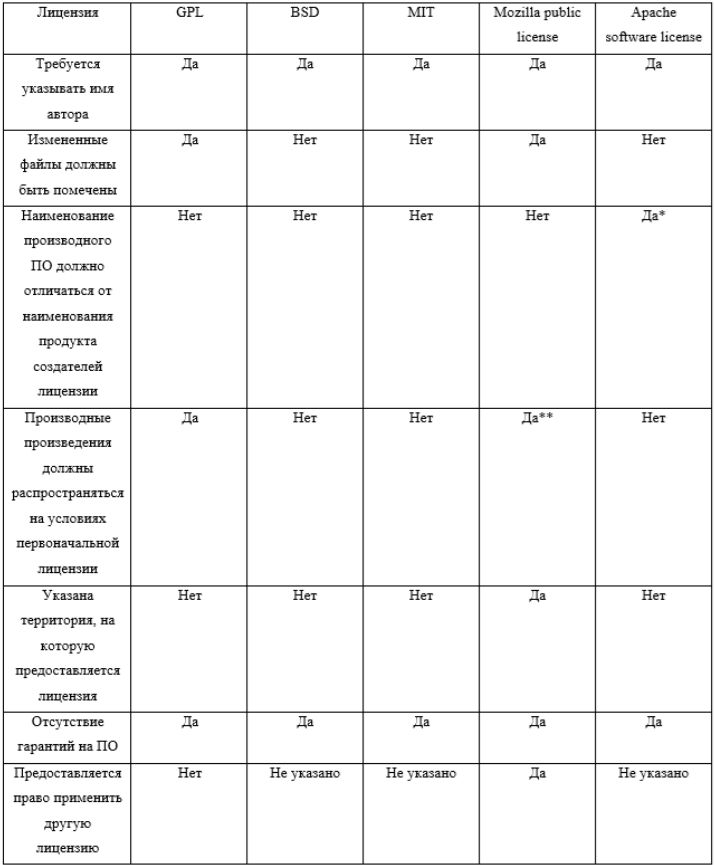 Лицензия GPL BSD MIT Mozilla public Apache
license software license
Требуется Да Да Да Да Да
указывать имя
автора
Измененные Да Нет Нет Да Нет
файлы должны
быть помечены
Наименование Нет Нет Нет Нет Да*
производного
ПО должно
отличаться от
наименования
продукта
создателей
лицензии
Производные Да Нет Нет Да** Нет
произведения
должны
распространяться
на условиях
первоначальной
лицензии
Указана Нет Нет Нет Да Нет
территория, на
которую
предоставляется
лицензия
Отсутствие Да Да Да Да Да
гарантий на ПО
Предоставляется Нет Не указано Не указано Да Не указано
право применить
другую
лицензию